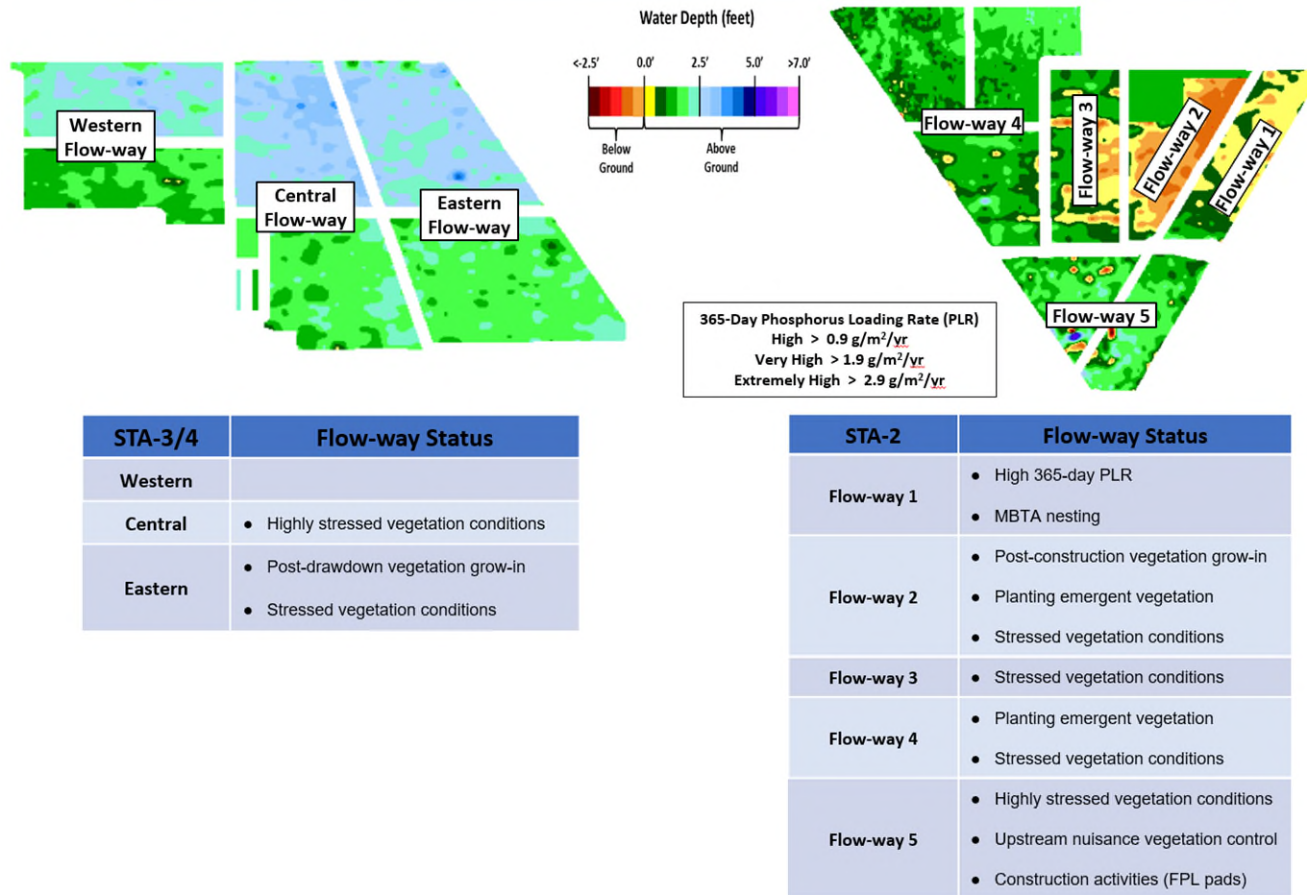 Water Depth (feet)
<-2.5' 0.0' 2.5' 5.0' >7.0'
Below
Ground
Above
Ground
Western
Flow-way
Central
Flow-way
Eastern
Flow-way
Flow-way 4
Flow-way 3
Flow-way 2
Flow-way 1
Flow-way 5
365-Day Phosphorus Loading Rate (PLR)
High > 0.9 g/m²/yr
Very High > 1.9 g/m²/yr
Extremely High > 2.9 g/m²/yr
STA-3/4 Flow-way Status
Western
Central ● Highly stressed vegetation conditions
Eastern
● Post-drawdown vegetation grow-in
● Stressed vegetation conditions
STA-2 Flow-way Status
Flow-way 1
● High 365-day PLR
● MBTA nesting
Flow-way 2
● Post-construction vegetation grow-in
● Planting emergent vegetation
● Stressed vegetation conditions
Flow-way 3 ● Stressed vegetation conditions
Flow-way 4
● Planting emergent vegetation
● Stressed vegetation conditions
Flow-way 5
● Highly stressed vegetation conditions
● Upstream nuisance vegetation control
● Construction activities (FPL pads)